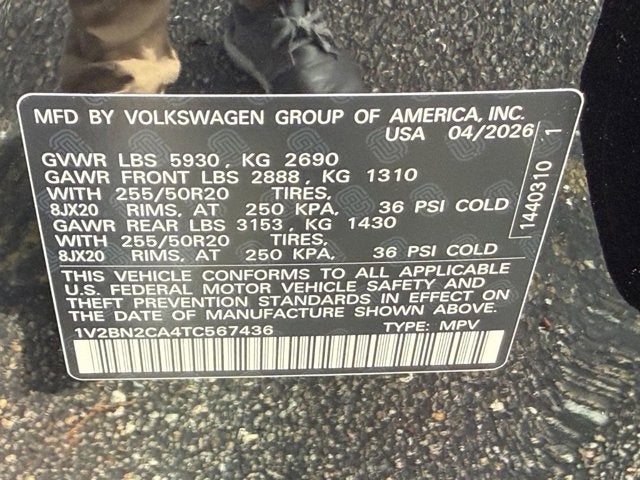 MFD BY VOLKSWAGEN GROUP OF AMERICA, INC.
USA 04/2026
GVWR LBS 5930, KG 2690
GAWR FRONT LBS 2888, KG 1310
WITH 255/50R20 TIRES,
8JX20 RIMS, AT 250 KPA, 36 PSI COLD
GAWR REAR LBS 3153, KG 1430
WITH 255/50R20 TIRES,
8JX20 RIMS, AT 250 KPA, 36 PSI COLD
1440310 1
THIS VEHICLE CONFORMS TO ALL APPLICABLE
U.S. FEDERAL MOTOR VEHICLE SAFETY AND
THEFT PREVENTION STANDARDS IN EFFECT ON
THE DATE OF MANUFACTURE SHOWN ABOVE.
1V2BN2CA4TC567436 TYPE: MPV